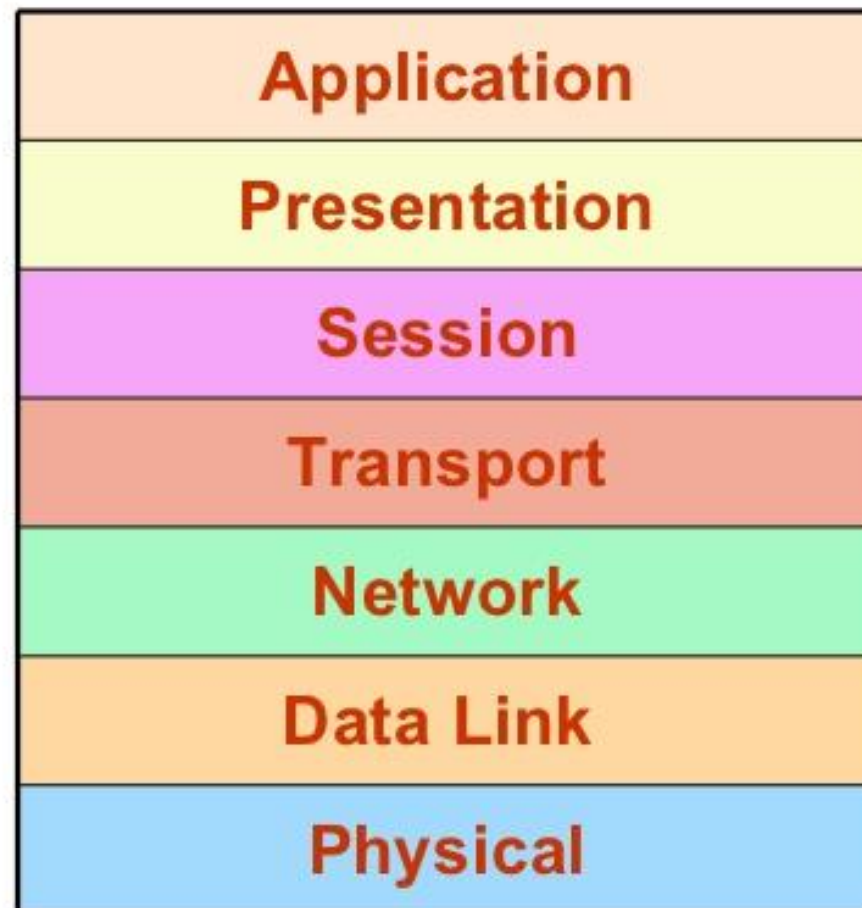 Application
Presentation
Session
Transport
Network
Data Link
Physical